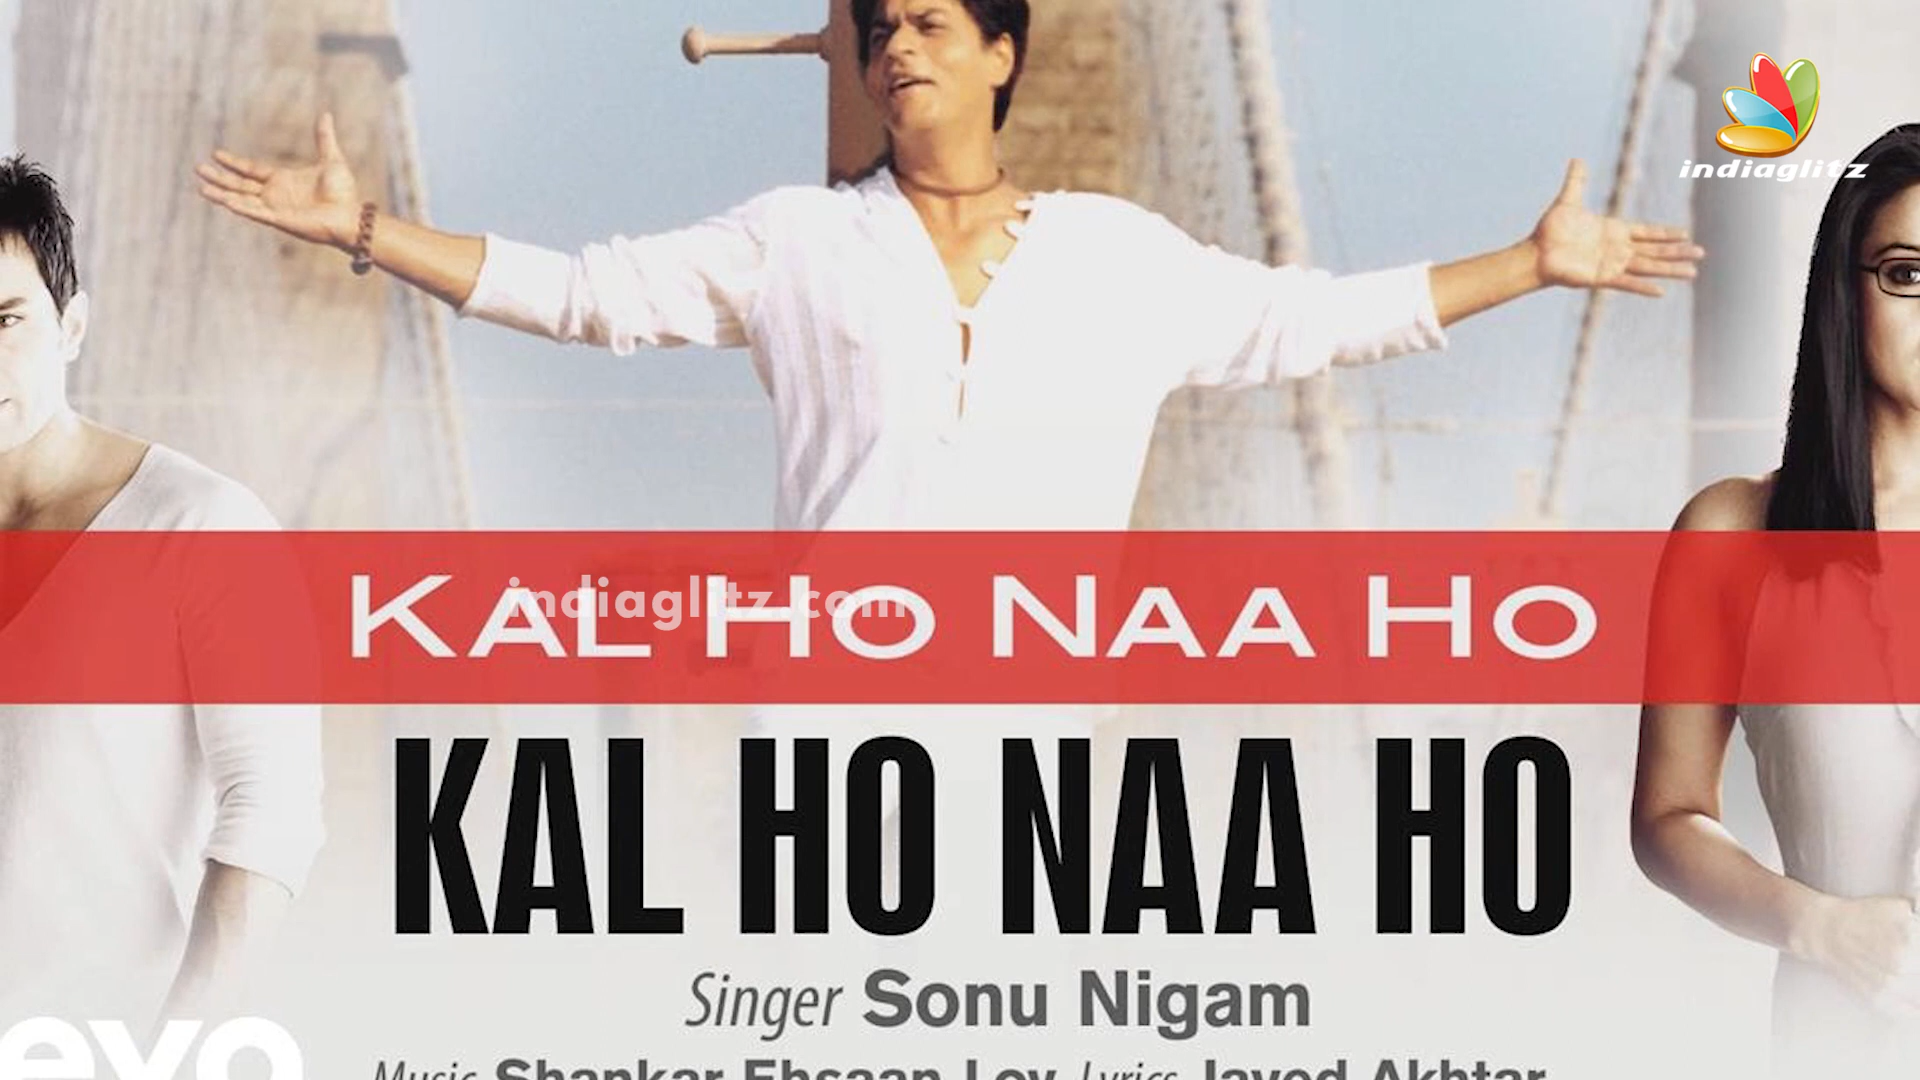 indiaglitz
KAL HO NAA HO
indiaglitz.com
KAL HO NAA HO
Singer Sonu Nigam
evo
Music Shankar Ehsaan Loy Lyrics Javed Akhtar